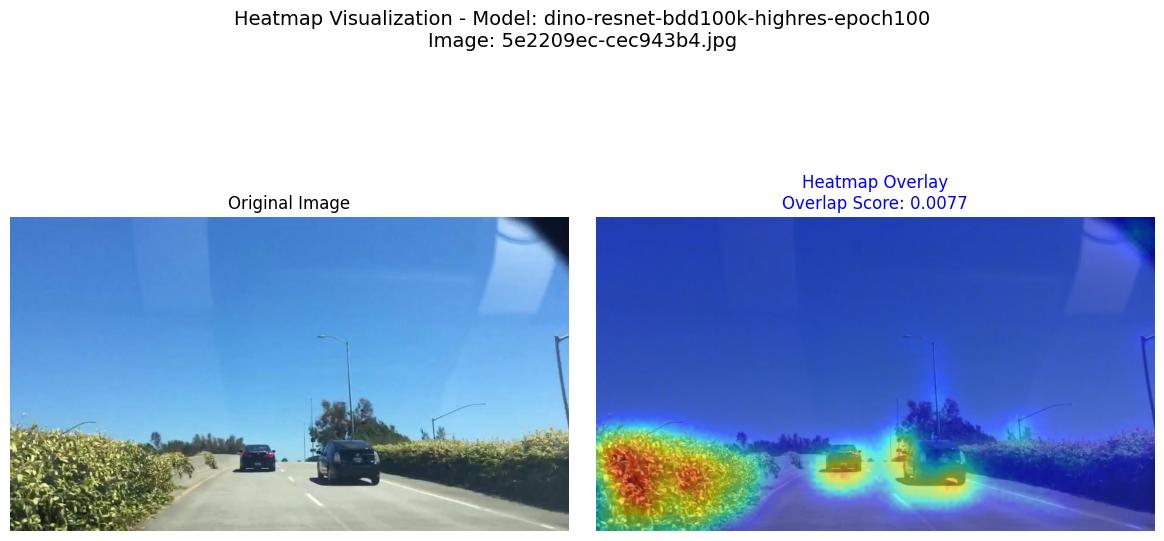 Heatmap Visualization - Model: dino-resnet-bdd100k-highres-epoch100
Image: 5e2209ec-cec943b4.jpg
Original Image
Heatmap Overlay
Overlap Score: 0.0077